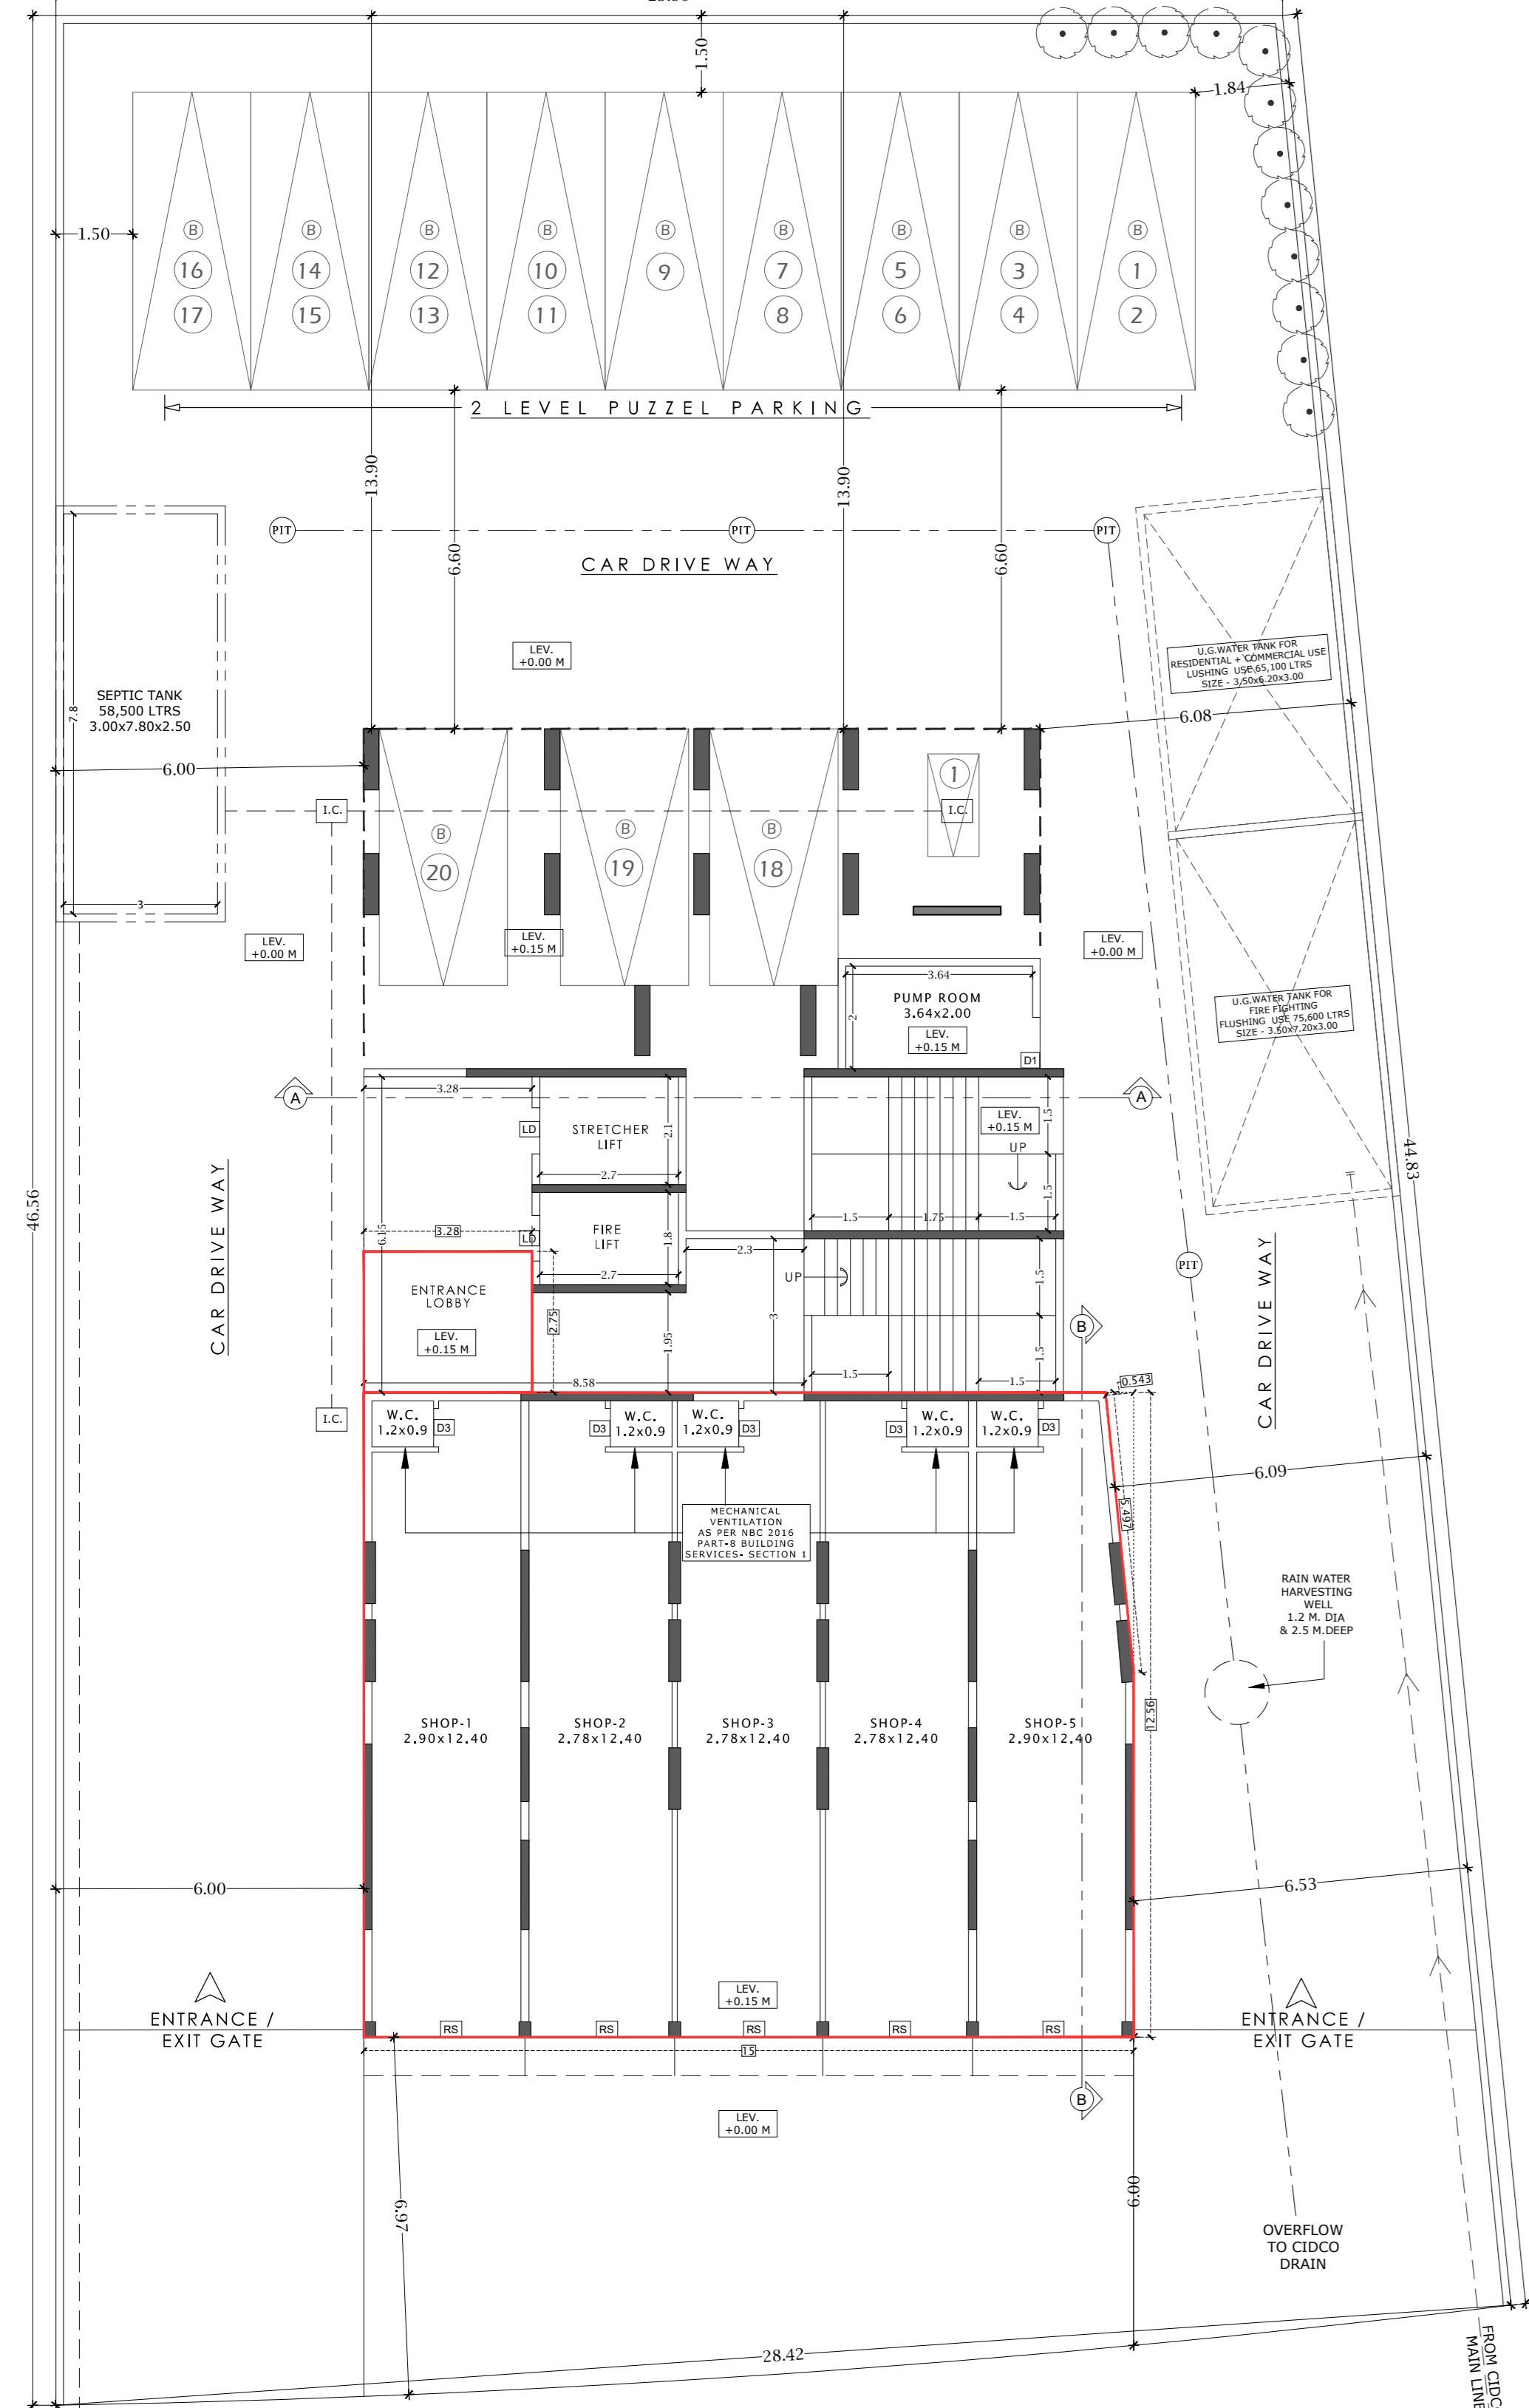 1.50
1.84
1.50
B
B
B
B
B
B
B
B
B
16
14
12
10
9
7
5
3
1
17
15
13
11
8
6
4
2
2 LEVEL PUZZEL PARKING
13.90
13.90
6.60
6.60
PIT
PIT
PIT
CAR DRIVE WAY
LEV.
+0.00 M
U.G.WATER TANK FOR
RESIDENTIAL + COMMERCIAL USE
LUSHING USE 65,100 LTRS
SIZE - 3.50x6.20x3.00
SEPTIC TANK
58,500 LTRS
3.00x7.80x2.50
7.8
3
6.00
6.08
I.C.
I.C.
1
B
20
B
19
B
18
LEV.
+0.00 M
LEV.
+0.15 M
LEV.
+0.00 M
3.64
2
PUMP ROOM
3.64x2.00
LEV.
+0.15 M
D1
U.G.WATER TANK FOR
FIRE FIGHTING
FLUSHING USE 75,600 LTRS
SIZE - 3.50x7.20x3.00
A
A
3.28
LD
STRETCHER
LIFT
2.1
2.7
LEV.
+0.15 M
UP
1.5
1.5
1.5
1.75
1.5
44.83
46.56
CAR DRIVE WAY
6.15
3.28
LD
FIRE
LIFT
1.8
2.7
2.3
UP
3
1.5
1.5
1.5
1.5
ENTRANCE
LOBBY
LEV.
+0.15 M
2.75
1.95
8.58
PIT
CAR DRIVE WAY
B
0.543
I.C.
W.C.
1.2x0.9
D3
D3
W.C.
1.2x0.9
W.C.
1.2x0.9
D3
D3
W.C.
1.2x0.9
W.C.
1.2x0.9
D3
6.09
5.497
MECHANICAL
VENTILATION
AS PER NBC 2016
PART-8 BUILDING
SERVICES- SECTION 1
RAIN WATER
HARVESTING
WELL
1.2 M. DIA
& 2.5 M.DEEP
12.56
SHOP-1
2.90x12.40
SHOP-2
2.78x12.40
SHOP-3
2.78x12.40
SHOP-4
2.78x12.40
SHOP-5
2.90x12.40
6.00
6.53
LEV.
+0.15 M
ENTRANCE /
EXIT GATE
ENTRANCE /
EXIT GATE
RS
RS
RS
RS
RS
15
B
LEV.
+0.00 M
6.97
6.09
OVERFLOW
TO CIDCO
DRAIN
28.42
FROM CIDC
MAIN LINE